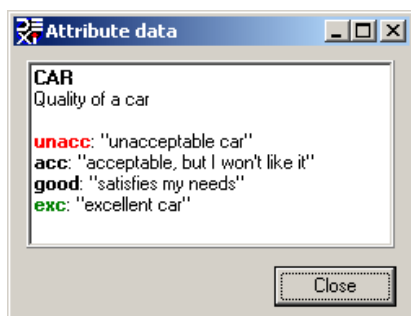 Attribute data
CAR
Quality of a car
unacc: "unacceptable car"
acc: "acceptable, but I won't like it"
good: "satisfies my needs"
exc: "excellent car"
Close